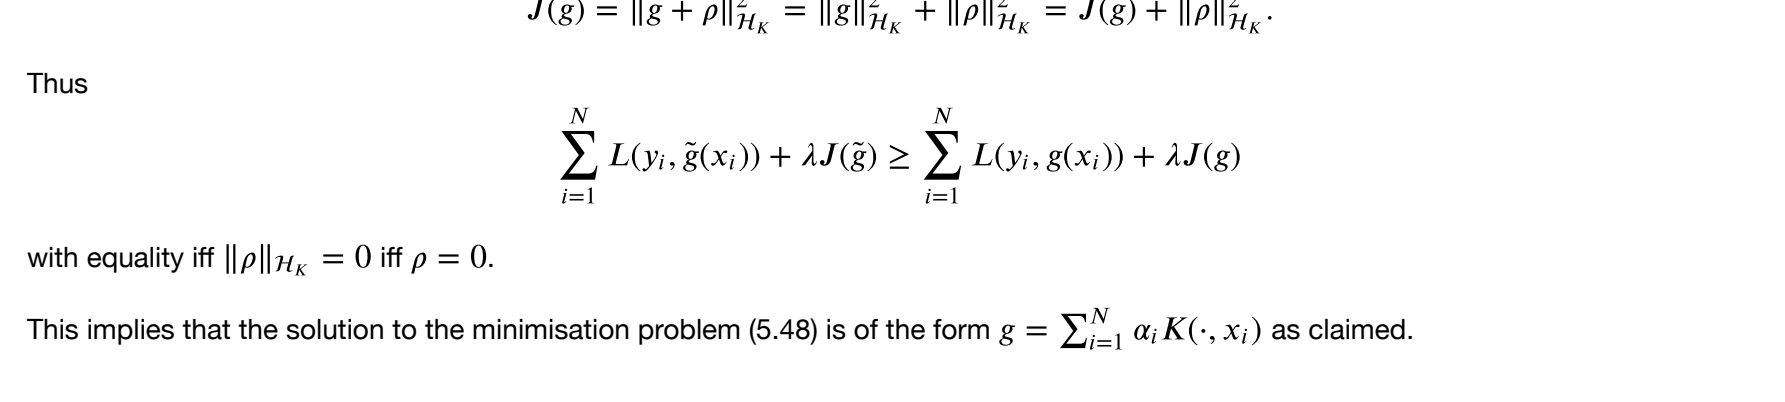 J(g) = ||g + ρ||²_{ℋ_K} = ||g||²_{ℋ_K} + ||ρ||²_{ℋ_K} = J(g) + ||ρ||²_{ℋ_K}.
Thus
∑_{i=1}^{N} L(y_i, g̃(x_i)) + λJ(g̃) ≥ ∑_{i=1}^{N} L(y_i, g(x_i)) + λJ(g)
with equality iff ||ρ||_{ℋ_K} = 0 iff ρ = 0.
This implies that the solution to the minimisation problem (5.48) is of the form g = ∑_{i=1}^{N} α_i K(·, x_i) as claimed.